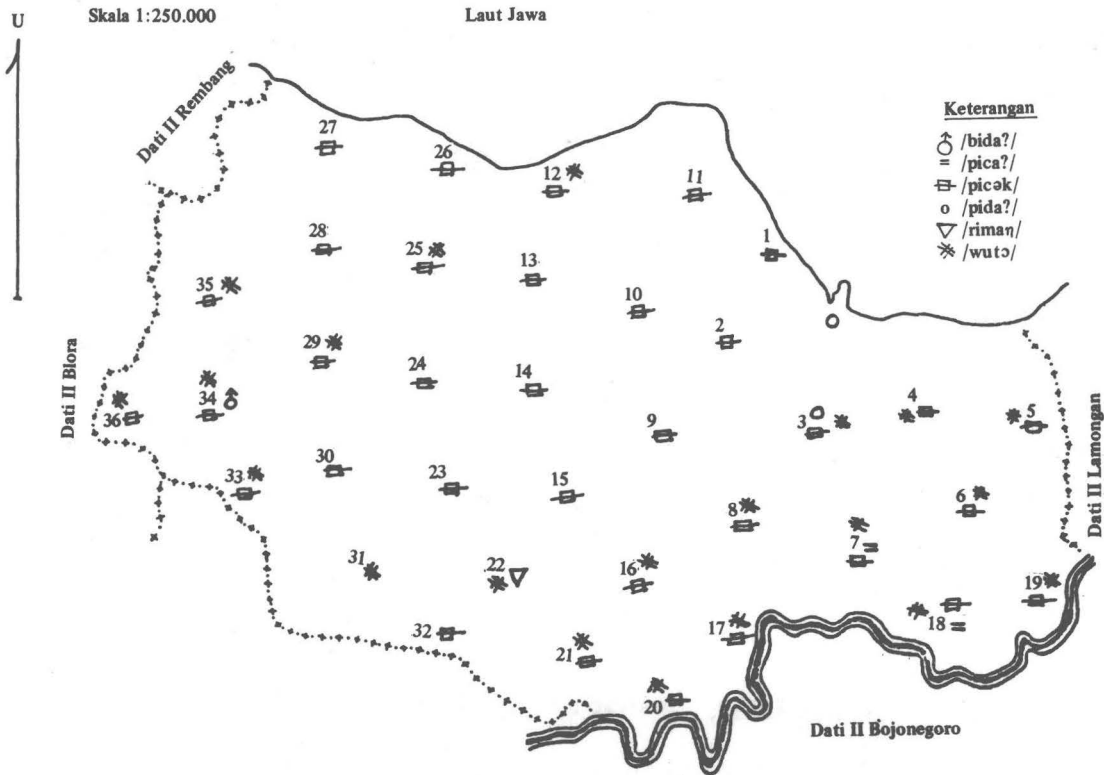 U
Skala 1:250.000
Laut Jawa
Dati II Rembang
Keterangan
/bida?/
/pica?/
/picək/
/pida?/
/rimaη/
/wutɔ/
27
26
12
11
28
25
13
1
35
10
2
29
24
14
Dati II Blora
36
34
9
3
4
5
Dati II Lamongan
33
30
23
15
8
6
7
31
22
16
19
18
32
21
17
20
Dati II Bojonegoro